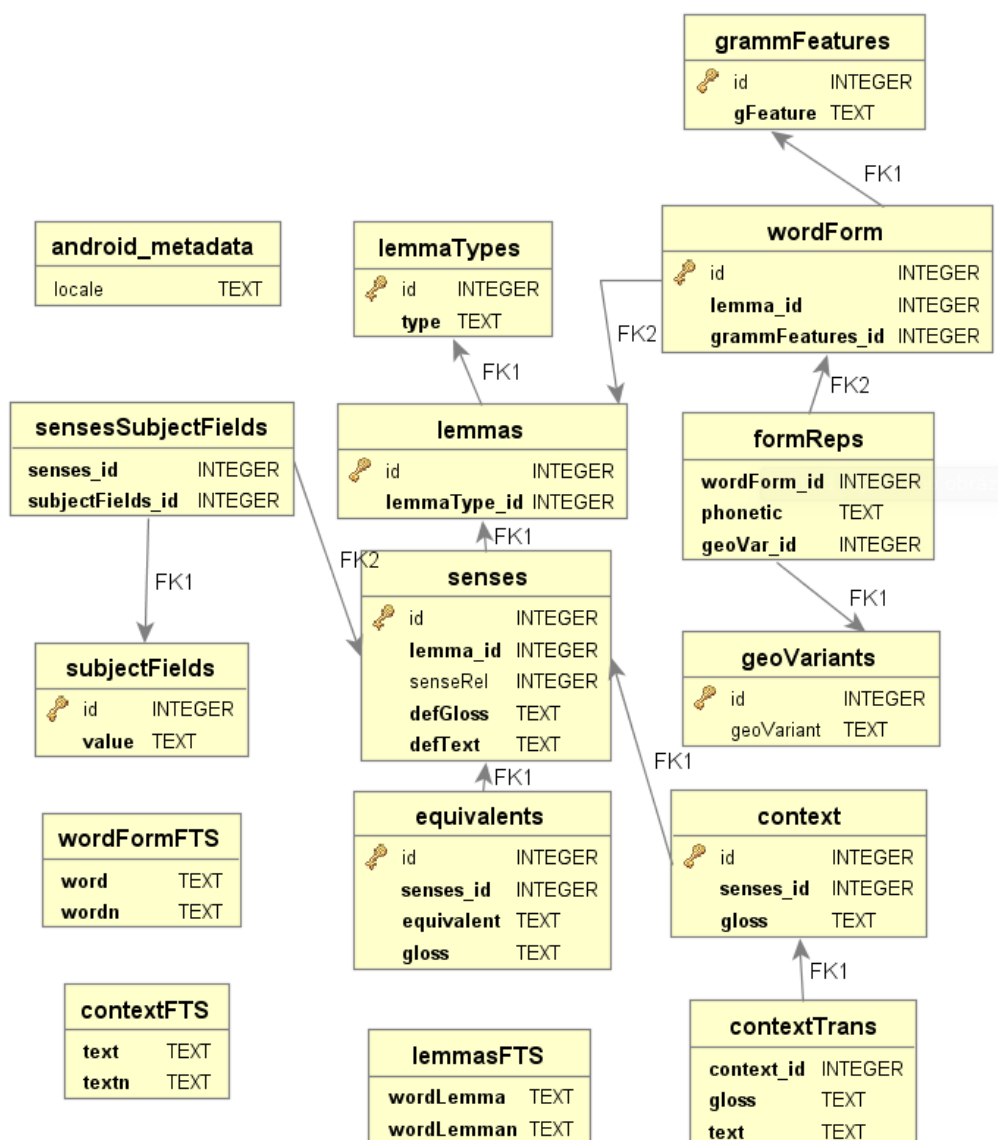 grammFeatures
id INTEGER
gFeature TEXT
FK1
android_metadata
locale TEXT
lemmaTypes
id INTEGER
type TEXT
FK1
wordForm
id INTEGER
lemma_id INTEGER
grammFeatures_id INTEGER
FK2
FK2
sensesSubjectFields
senses_id INTEGER
subjectFields_id INTEGER
FK1
FK2
lemmas
id INTEGER
lemmaType_id INTEGER
FK1
formReps
wordForm_id INTEGER
phonetic TEXT
geoVar_id INTEGER
FK1
senses
id INTEGER
lemma_id INTEGER
senseRel INTEGER
defGloss TEXT
defText TEXT
FK1
subjectFields
id INTEGER
value TEXT
geoVariants
id INTEGER
geoVariant TEXT
FK1
wordFormFTS
word TEXT
wordn TEXT
equivalents
id INTEGER
senses_id INTEGER
equivalent TEXT
gloss TEXT
context
id INTEGER
senses_id INTEGER
gloss TEXT
FK1
contextFTS
text TEXT
textn TEXT
lemmasFTS
wordLemma TEXT
wordLemman TEXT
contextTrans
context_id INTEGER
gloss TEXT
text TEXT